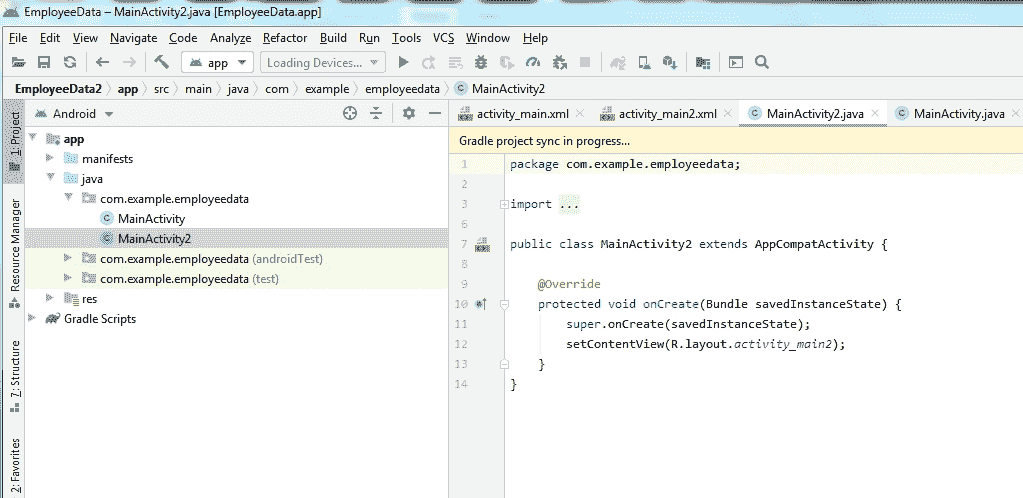 EmployeeData – MainActivity2.java [EmployeeData.app]
File Edit View Navigate Code Analyze Refactor Build Run Tools VCS Window Help
app Loading Devices...
EmployeeData2 app src main java com example employeedata MainActivity2
Android
activity_main.xml activity_main2.xml MainActivity2.java MainActivity.java
1: Project
Resource Manager
7: Structure
2: Favorites
app
manifests
java
com.example.employeedata
MainActivity
MainActivity2
com.example.employeedata (androidTest)
com.example.employeedata (test)
res
Gradle Scripts
Gradle project sync in progress...
1 package com.example.employeedata;
2
3 import ...
6
7 public class MainActivity2 extends AppCompatActivity {
8
9 @Override
10 protected void onCreate(Bundle savedInstanceState) {
11 super.onCreate(savedInstanceState);
12 setContentView(R.layout.activity_main2);
13 }
14 }